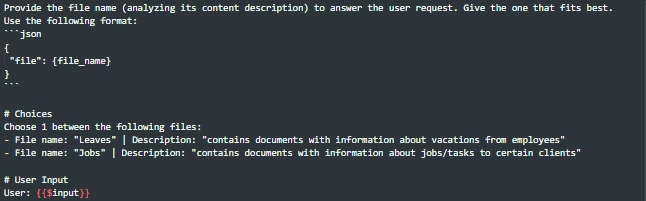 Provide the file name (analyzing its content description) to answer the user request. Give the one that fits best.
Use the following format:
```json
{
"file": {file_name}
}
```
# Choices
Choose 1 between the following files:
- File name: "Leaves" | Description: "contains documents with information about vacations from employees"
- File name: "Jobs" | Description: "contains documents with information about jobs/tasks to certain clients"
# User Input
User: {{$input}}